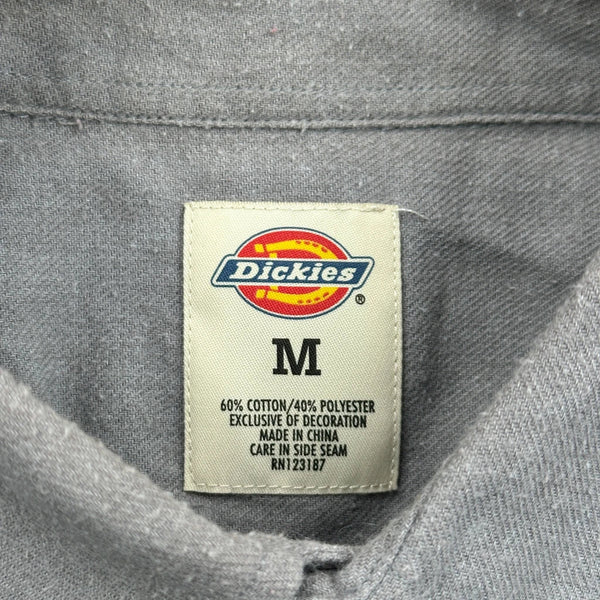 Dickies
®
M
60% COTTON/40% POLYESTER
EXCLUSIVE OF DECORATION
MADE IN CHINA
CARE IN SIDE SEAM
RN123187